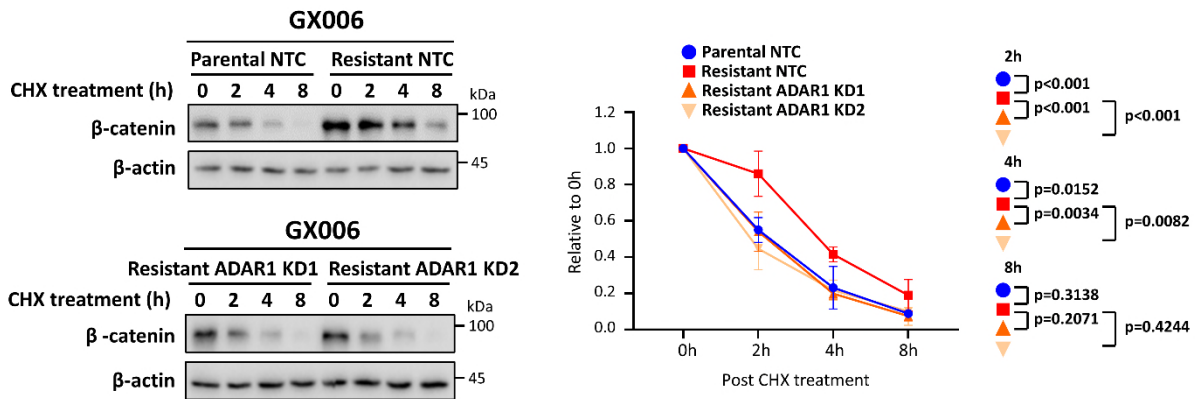 GX006
Parental NTC Resistant NTC
CHX treatment (h) 0 2 4 8 0 2 4 8 kDa
β-catenin 100
β-actin 45
GX006
Resistant ADAR1 KD1 Resistant ADAR1 KD2
CHX treatment (h) 0 2 4 8 0 2 4 8 kDa
β -catenin 100
β-actin 45
Parental NTC
Resistant NTC
Resistant ADAR1 KD1
Resistant ADAR1 KD2
Relative to 0h
1.2
1.0
0.8
0.6
0.4
0.2
0.0
0h 2h 4h 8h
Post CHX treatment
2h
p<0.001
p<0.001 p<0.001
4h
p=0.0152
p=0.0034 p=0.0082
8h
p=0.3138
p=0.2071 p=0.4244